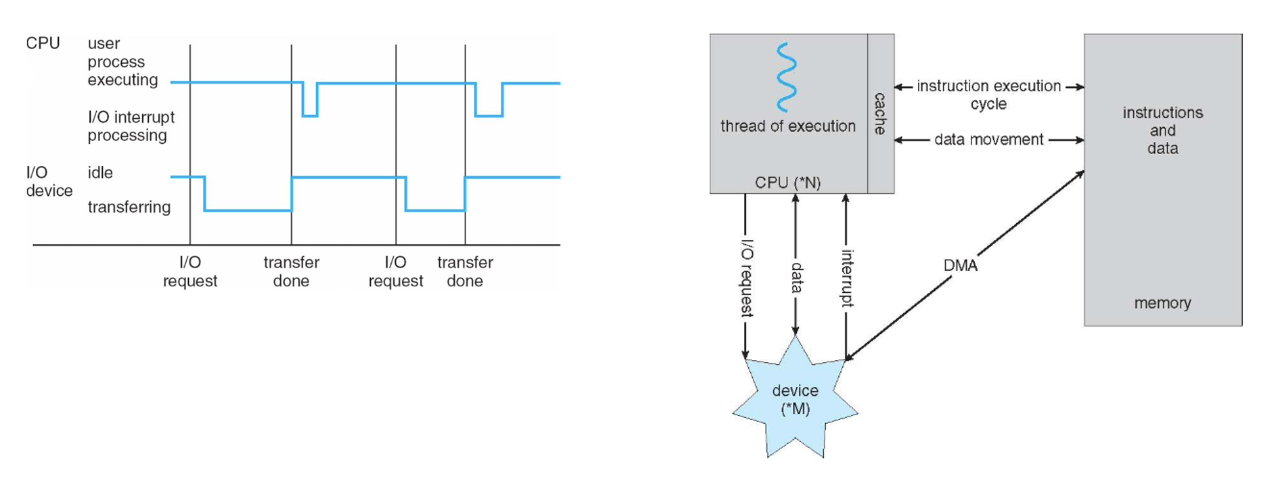 CPU
user
process
executing
I/O interrupt
processing
I/O
device
idle
transferring
I/O
request
transfer
done
I/O
request
transfer
done
thread of execution
cache
CPU (*N)
instruction execution
cycle
data movement
instructions
and
data
memory
I/O request
data
interrupt
DMA
device
(*M)